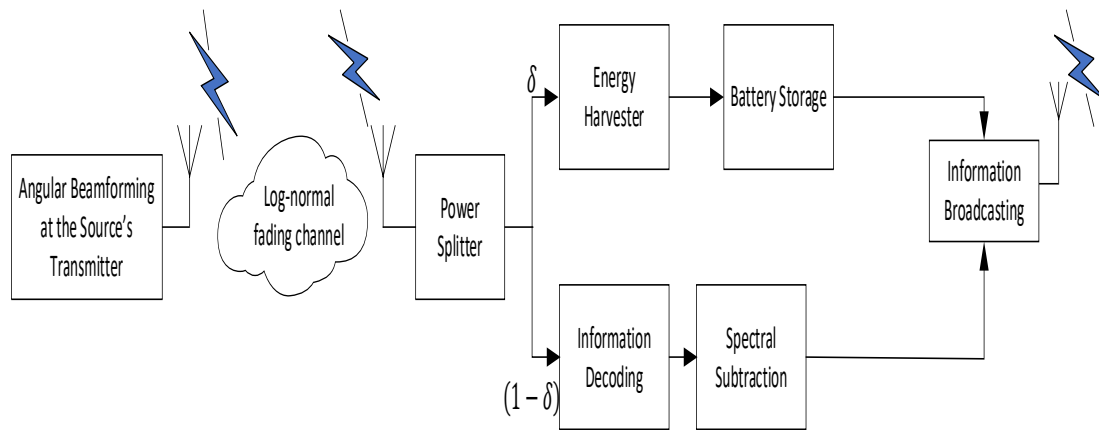 Angular Beamforming
at the Source's
Transmitter
Log-normal
fading channel
Power
Splitter
δ
Energy
Harvester
Battery Storage
(1 − δ)
Information
Decoding
Spectral
Subtraction
Information
Broadcasting